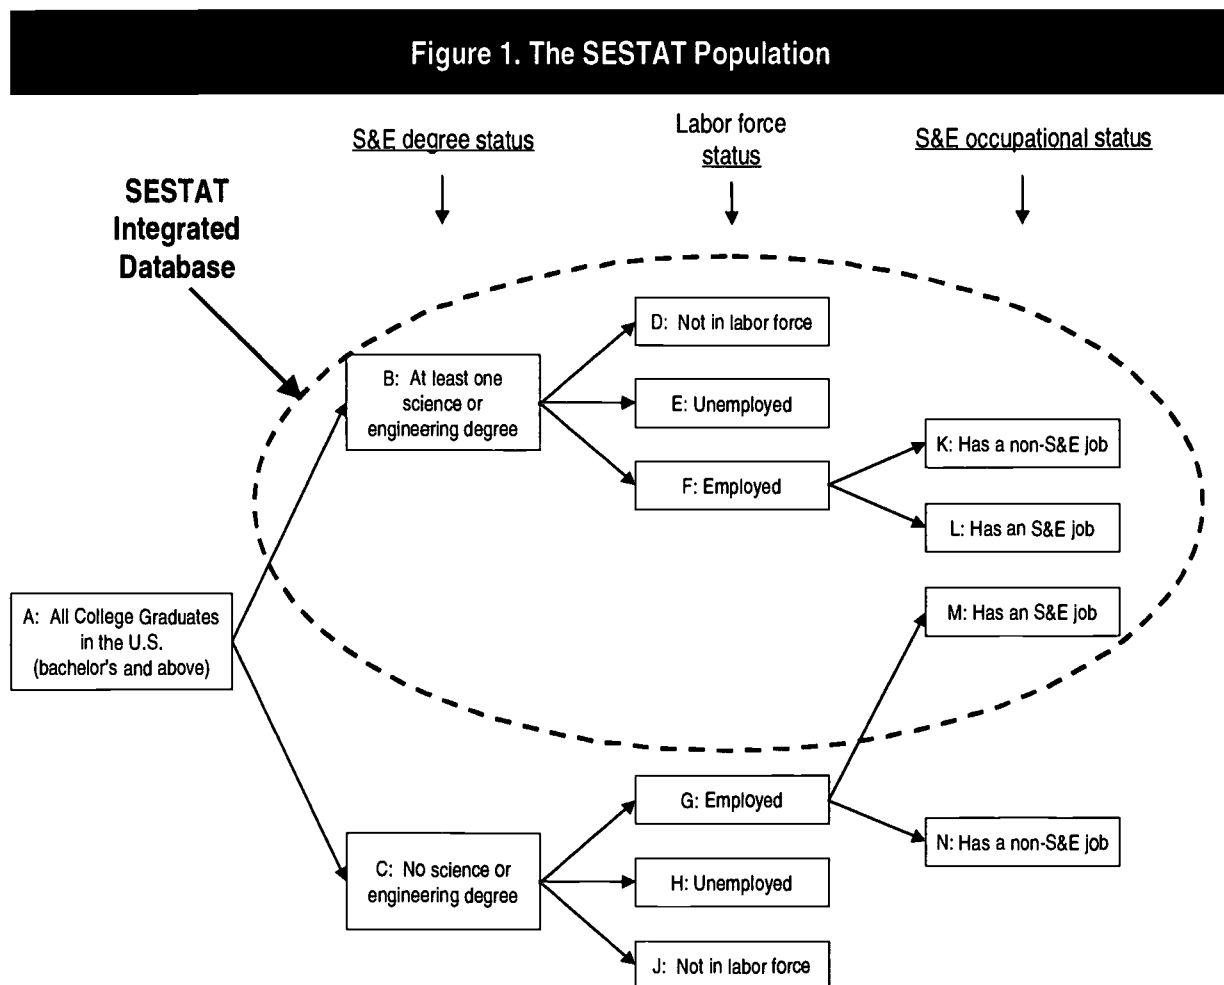 Figure 1. The SESTAT Population
S&E degree status
Labor force
status
S&E occupational status
SESTAT
Integrated
Database
D: Not in labor force
B: At least one
science or
engineering degree
E: Unemployed
K: Has a non-S&E job
F: Employed
L: Has an S&E job
A: All College Graduates
in the U.S.
(bachelor's and above)
M: Has an S&E job
G: Employed
N: Has a non-S&E job
C: No science or
engineering degree
H: Unemployed
J: Not in labor force